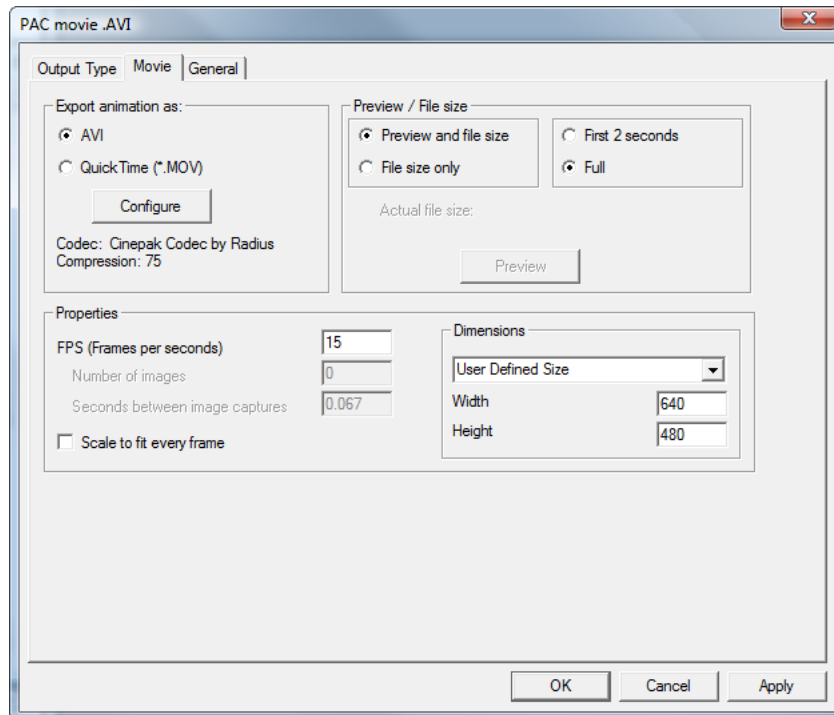 PAC movie .AVI
Output Type
Movie
General
Export animation as:
AVI
QuickTime (*.MOV)
Configure
Codec: Cinepak Codec by Radius
Compression: 75
Preview / File size
Preview and file size
File size only
First 2 seconds
Full
Actual file size:
Preview
Properties
FPS (Frames per seconds) 15
Number of images 0
Seconds between image captures 0.067
Scale to fit every frame
Dimensions
User Defined Size
Width 640
Height 480
OK
Cancel
Apply